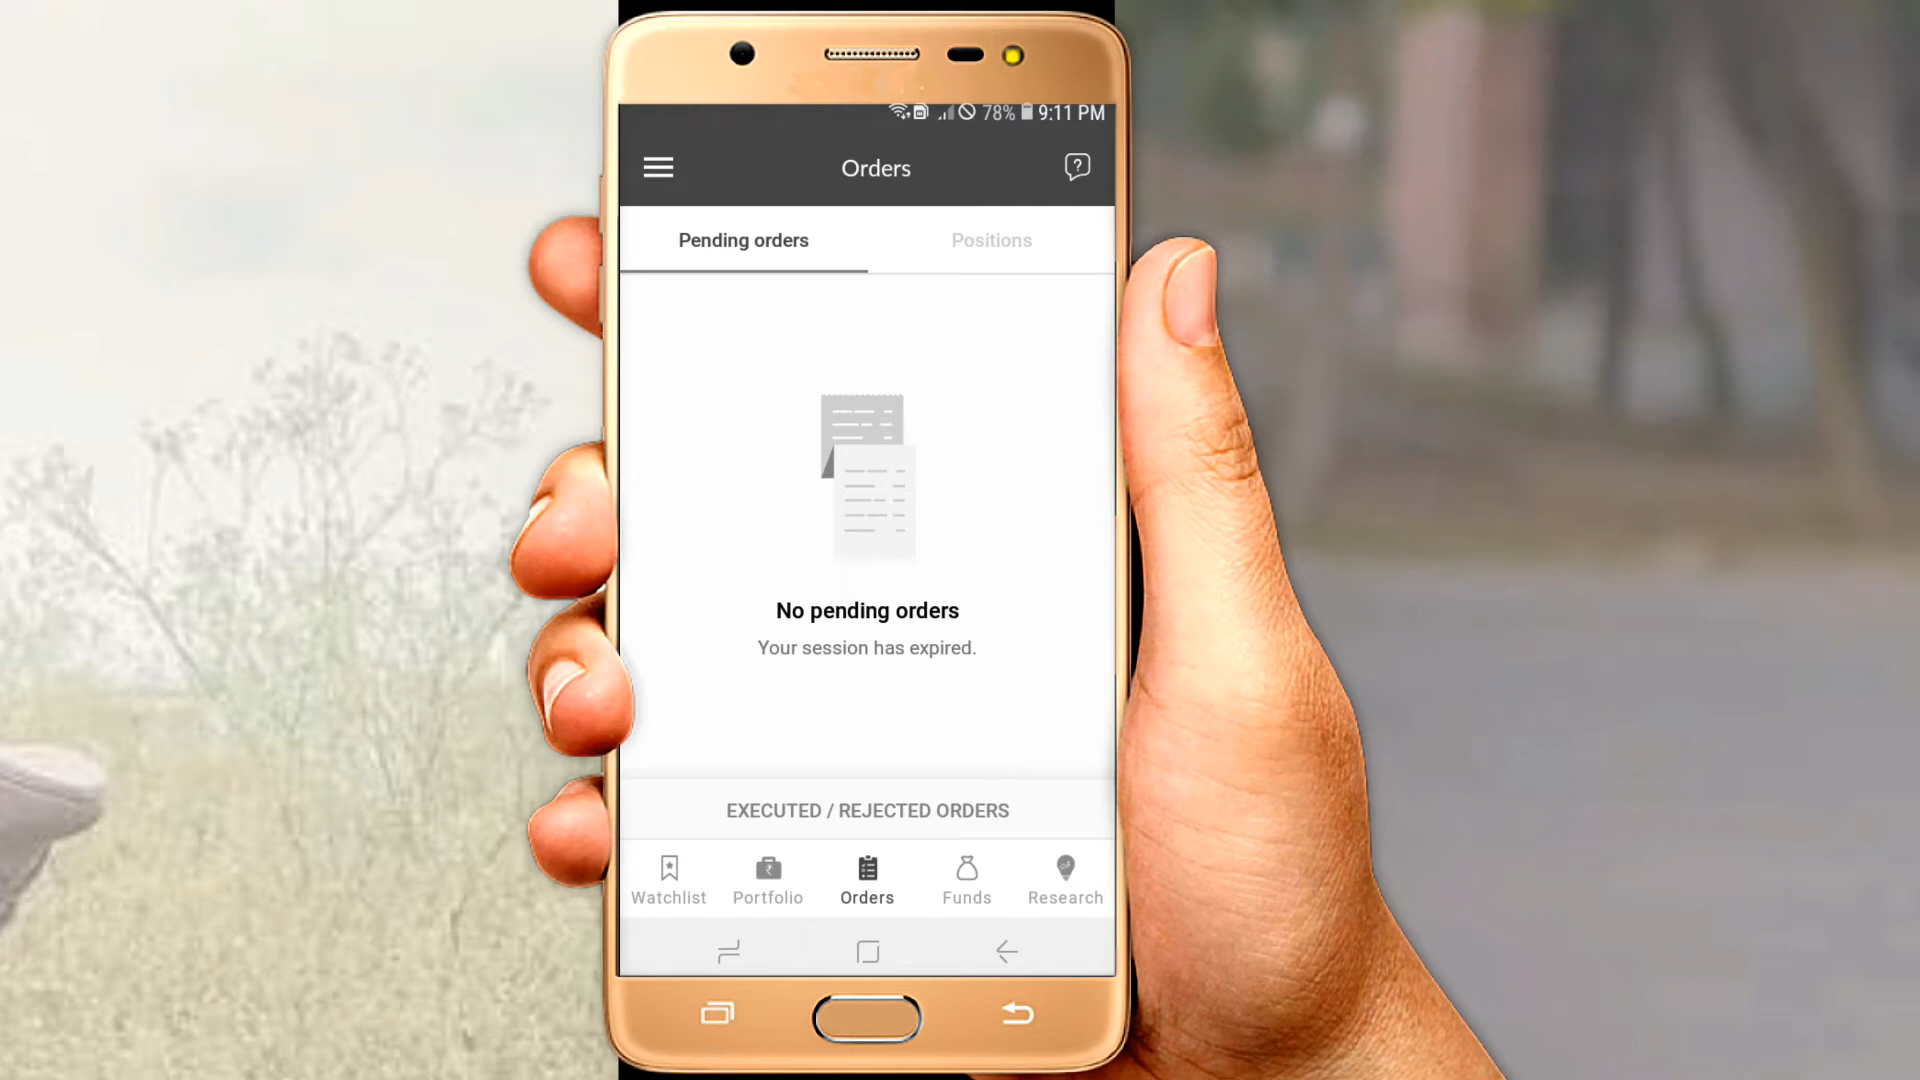 78% 9:11 PM
Orders
Pending orders
Positions
No pending orders
Your session has expired.
EXECUTED / REJECTED ORDERS
Watchlist Portfolio Orders Funds Research